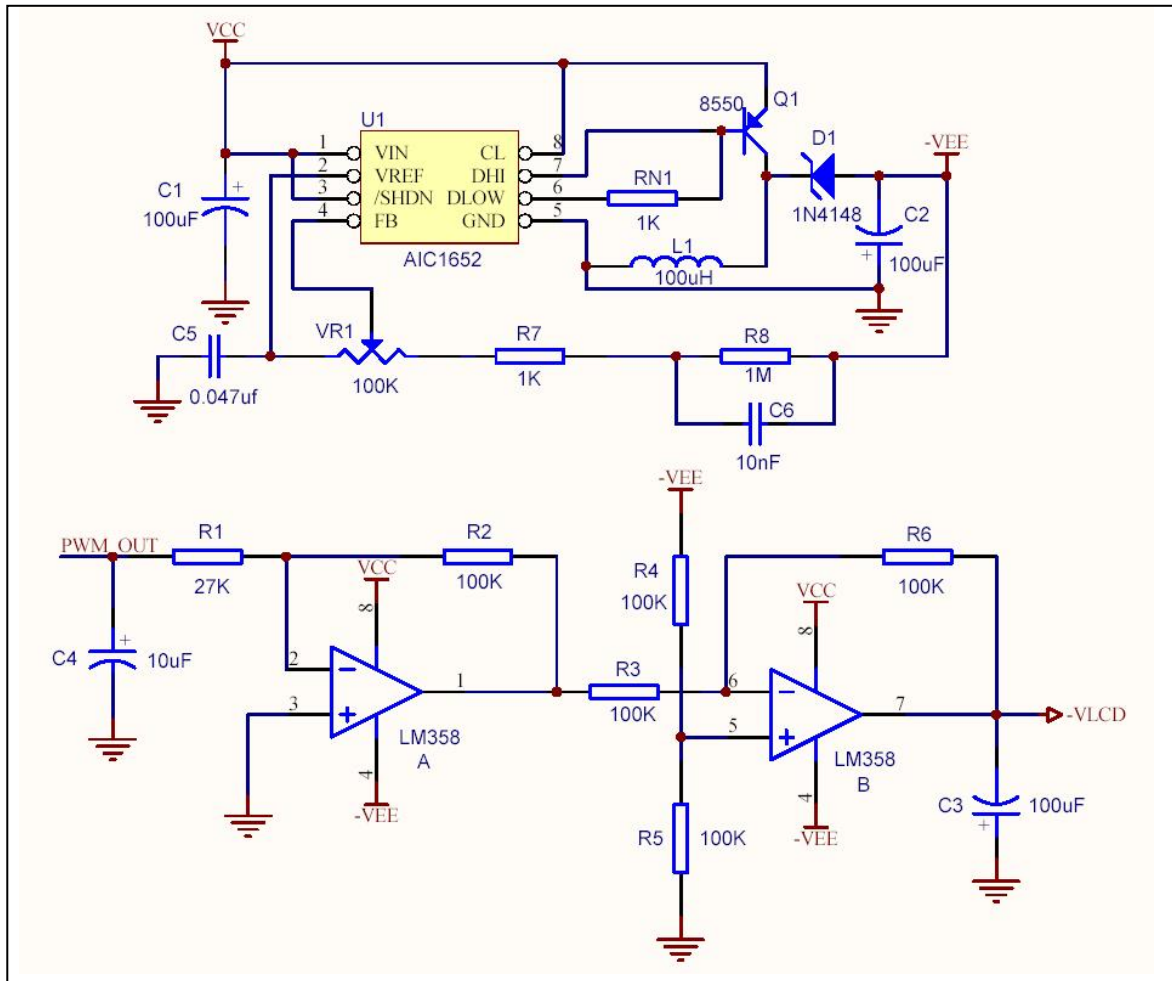 VCC
8550
Q1
U1
D1
-VEE
1 VIN CL 8
2 VREF DHI 7
3 /SHDN DLOW 6
4 FB GND 5
AIC1652
C1
+
100uF
RN1
1K
1N4148
C2
+
100uF
L1
100uH
C5
0.047uf
VR1
100K
R7
1K
R8
1M
C6
10nF
-VEE
PWM_OUT
R1
27K
R2
100K
VCC
8
R4
100K
R6
100K
VCC
8
C4
+
10uF
2
3
1
4
LM358
A
-VEE
R3
100K
6
5
7
-VLCD
4
LM358
B
-VEE
R5
100K
C3
+
100uF